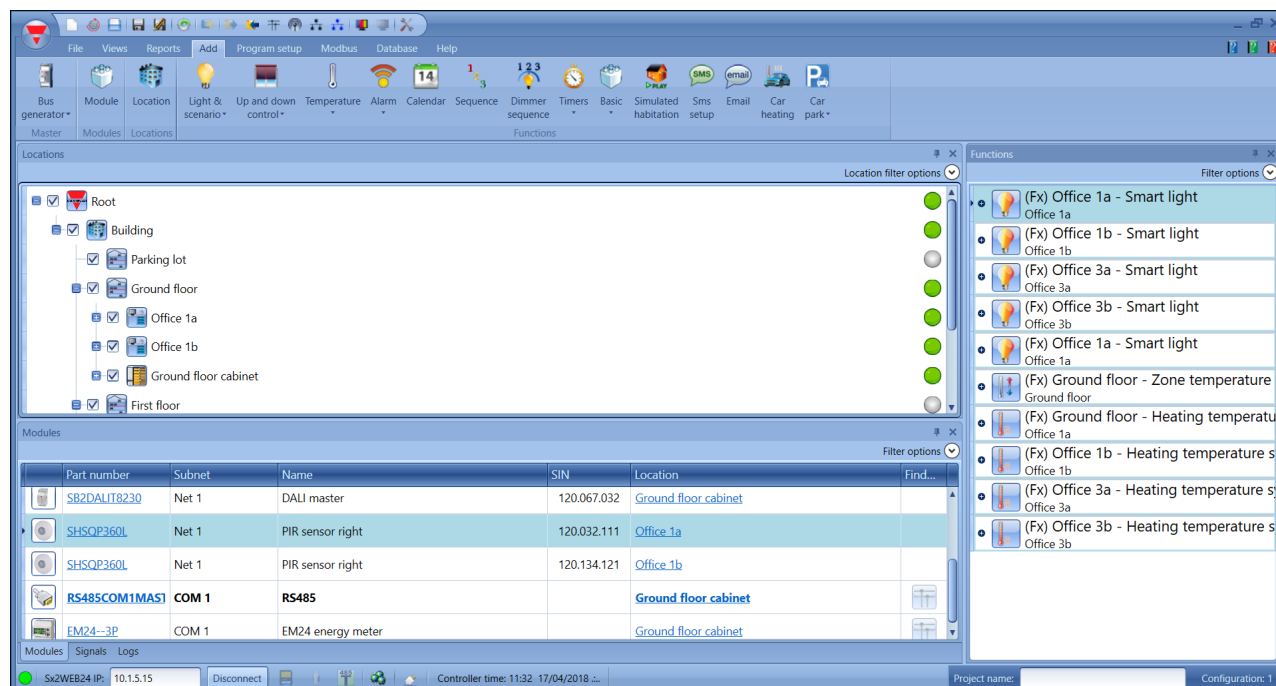 File Views Reports Add Program setup Modbus Database Help
1 2 3
14
1 3
SMS
email
PLAY
P
Bus generator
Module
Location
Light & scenario
Up and down control
Temperature
Alarm
Calendar
Sequence
Dimmer sequence
Timers
Basic
Simulated habitation
Sms setup
Email
Car heating
Car park
Master Modules Locations Functions
Locations
Location filter options
Root
Building
Parking lot
Ground floor
Office 1a
Office 1b
Ground floor cabinet
First floor
Modules
Filter options
Part number Subnet Name SIN Location Find...
SB2DALIT8230 Net 1 DALI master 120.067.032 Ground floor cabinet
SHSQP360L Net 1 PIR sensor right 120.032.111 Office 1a
SHSQP360L Net 1 PIR sensor right 120.134.121 Office 1b
RS485COM1MAST COM 1 RS485 Ground floor cabinet
EM24--3P COM 1 EM24 energy meter Ground floor cabinet
Modules Signals Logs
Functions
Filter options
(Fx) Office 1a - Smart light
Office 1a
(Fx) Office 1b - Smart light
Office 1b
(Fx) Office 3a - Smart light
Office 3a
(Fx) Office 3b - Smart light
Office 3b
(Fx) Office 1a - Smart light
Office 1a
(Fx) Ground floor - Zone temperature
Ground floor
(Fx) Ground floor - Heating temperatu
Office 1a
(Fx) Office 1b - Heating temperature s
Office 1b
(Fx) Office 3a - Heating temperature sy
Office 3a
(Fx) Office 3b - Heating temperature s
Office 3b
Sx2WEB24 IP: 10.1.5.15 Disconnect Controller time: 11:32 17/04/2018 .:. Project name: Configuration: 1